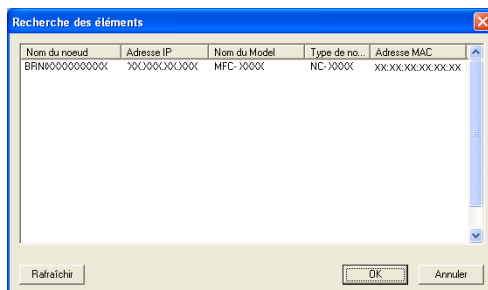 Recherche des éléments
Nom du noeud Adresse IP Nom du Model Type de no... Adresse MAC
BRNXXXXXXXXXX XX.XXX.XX.XXX MFC-XXXX NC-XXXX XX:XX:XX:XX:XX:XX
Rafraîchir OK Annuler